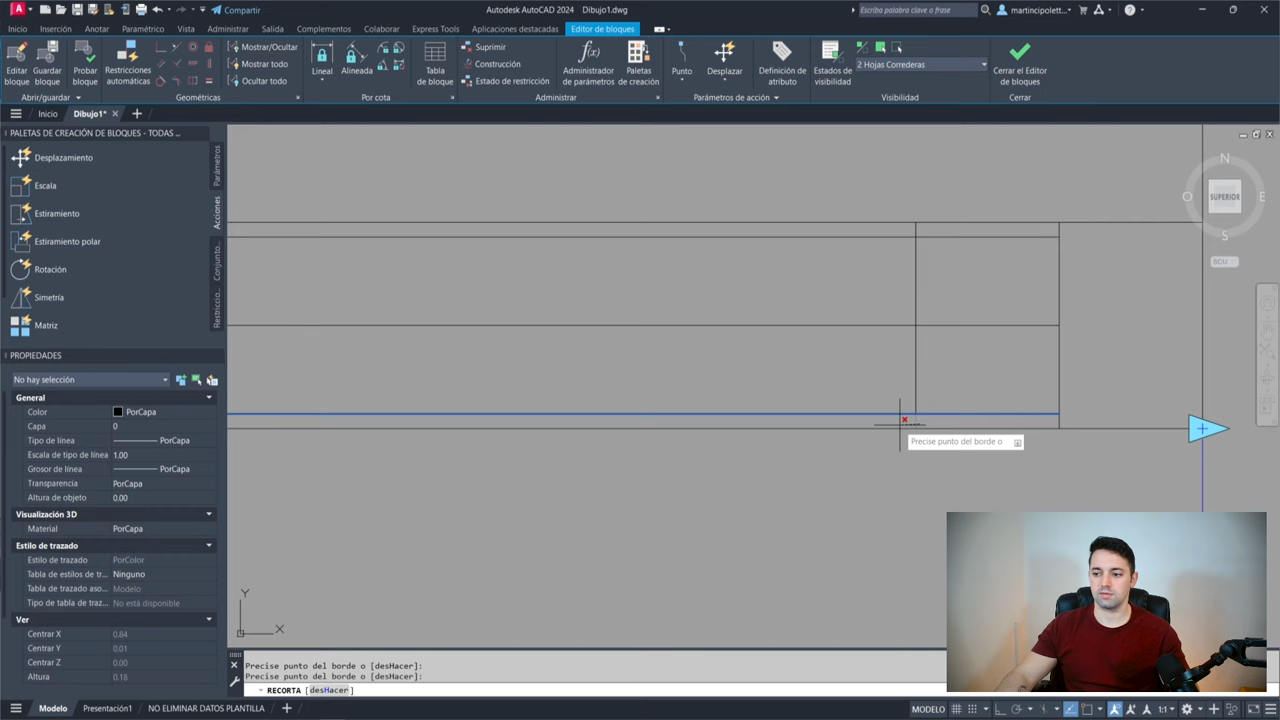 Compartir
Autodesk AutoCAD 2024 Dibujo1.dwg
Escriba palabra clave o frase
martincipolett...
Inicio Inserción Anotar Paramétrico Vista Administrar Salida Complementos Colaborar Express Tools Aplicaciones destacadas Editor de bloques
Editar bloque
Guardar bloque
Probar bloque
Restricciones automáticas
Mostrar/Ocultar
Mostrar todo
Ocultar todo
Lineal
Alineada
Tabla de bloque
Suprimir
Construcción
Estado de restricción
Administrador de parámetros
Paletas de creación
Punto
Desplazar
Definición de atributo
Estados de visibilidad
2 Hojas Correderas
Cerrar el Editor de bloques
Abrir/guardar Geométricas Por cota Administrar Parámetros de acción Visibilidad Cerrar
Inicio Dibujo1*
PALETAS DE CREACIÓN DE BLOQUES - TODAS ...
Desplazamiento
Escala
Estiramiento
Estiramiento polar
Rotación
Simetría
Matriz
Parámetros
Acciones
Conjunto...
Restricci...
PROPIEDADES
No hay selección
General
Color PorCapa
Capa 0
Tipo de línea PorCapa
Escala de tipo de línea 1.00
Grosor de línea PorCapa
Transparencia PorCapa
Altura de objeto 0.00
Visualización 3D
Material PorCapa
Estilo de trazado
Estilo de trazado PorColor
Tabla de estilos de tr... Ninguno
Tabla de trazado aso... Modelo
Tipo de tabla de traz... No está disponible
Ver
Centrar X 0.84
Centrar Y 0.01
Centrar Z 0.00
Altura 0.18
N
O SUPERIOR E
S
SCU
Precise punto del borde o
Y
X
Precise punto del borde o [desHacer]:
Precise punto del borde o [desHacer]:
RECORTA [desHacer]
Modelo Presentación1 NO ELIMINAR DATOS PLANTILLA
MODELO
1:1